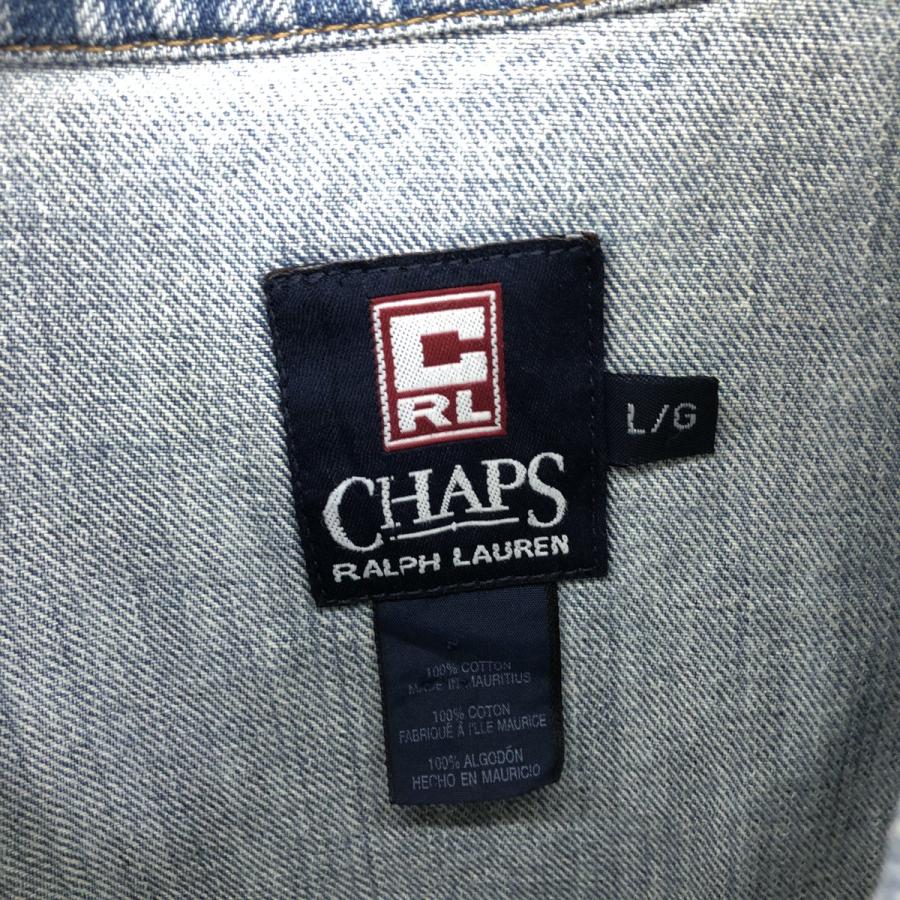 C
RL
CHAPS
RALPH LAUREN
L/G
100% COTTON
MADE IN MAURITIUS
100% COTON
FABRIQUÉ À L'ILE MAURICE
100% ALGODÓN
HECHO EN MAURICIO